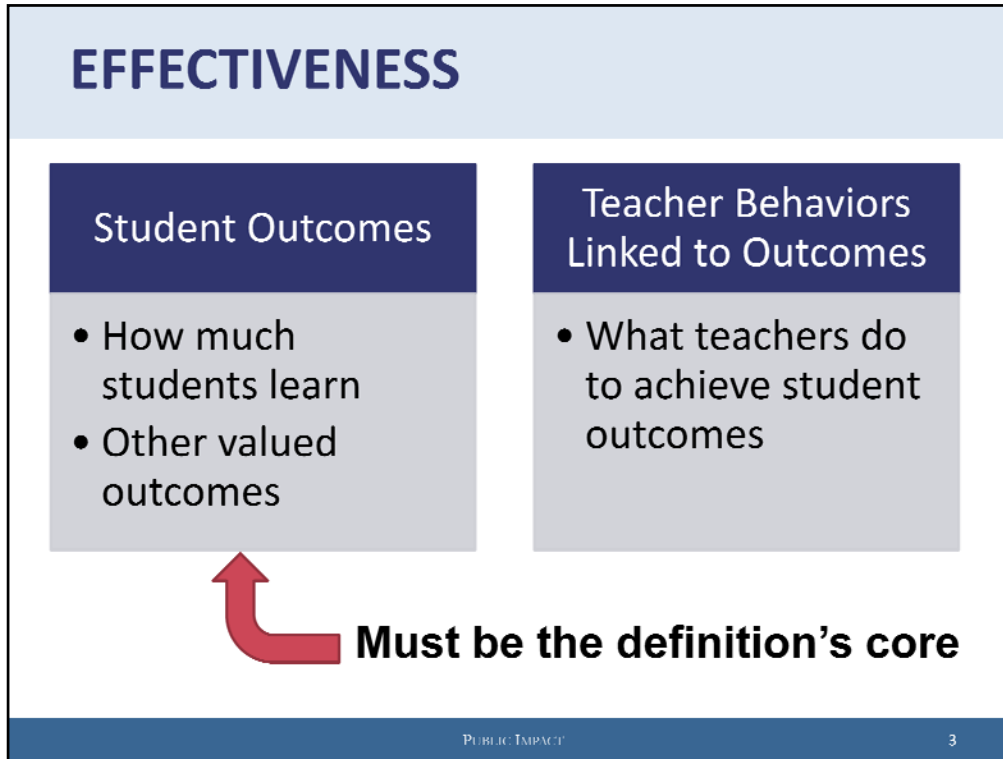 EFFECTIVENESS
Student Outcomes
• How much
students learn
• Other valued
outcomes
Teacher Behaviors
Linked to Outcomes
• What teachers do
to achieve student
outcomes
Must be the definition’s core
PUBLIC IMPACT
3